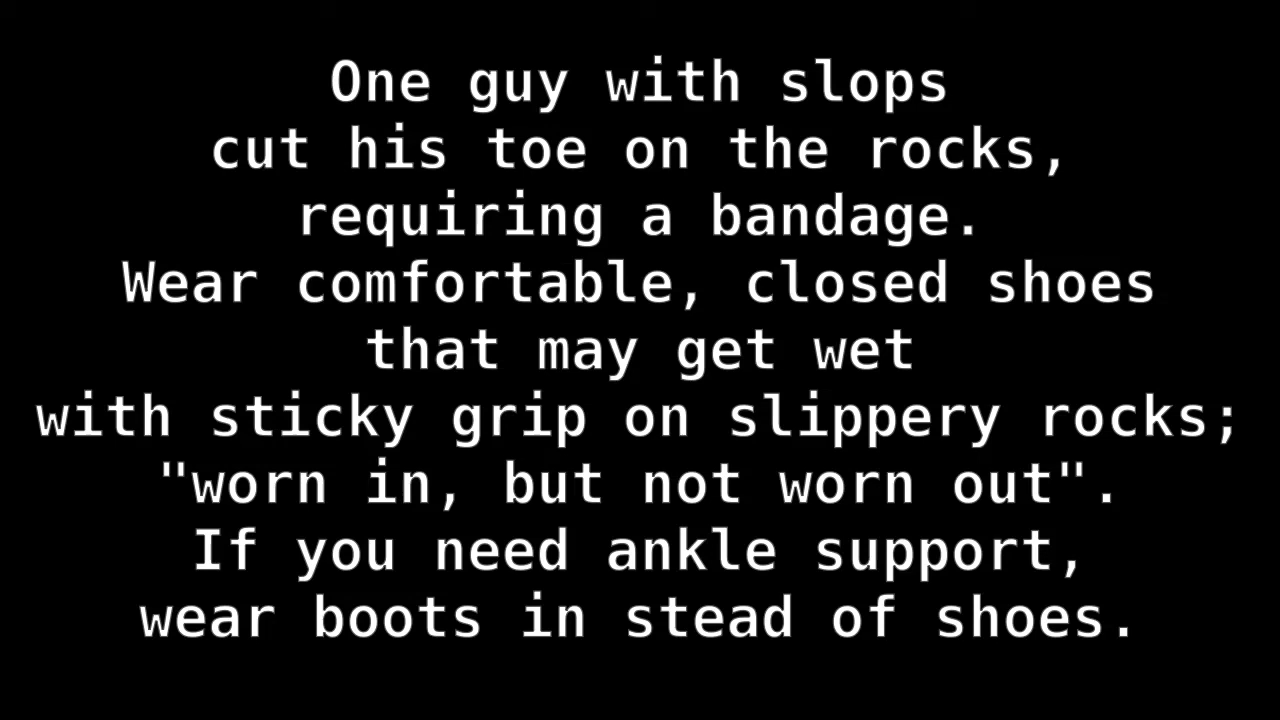 One guy with slops
cut his toe on the rocks,
requiring a bandage.
Wear comfortable, closed shoes
that may get wet
with sticky grip on slippery rocks;
"worn in, but not worn out".
If you need ankle support,
wear boots in stead of shoes.